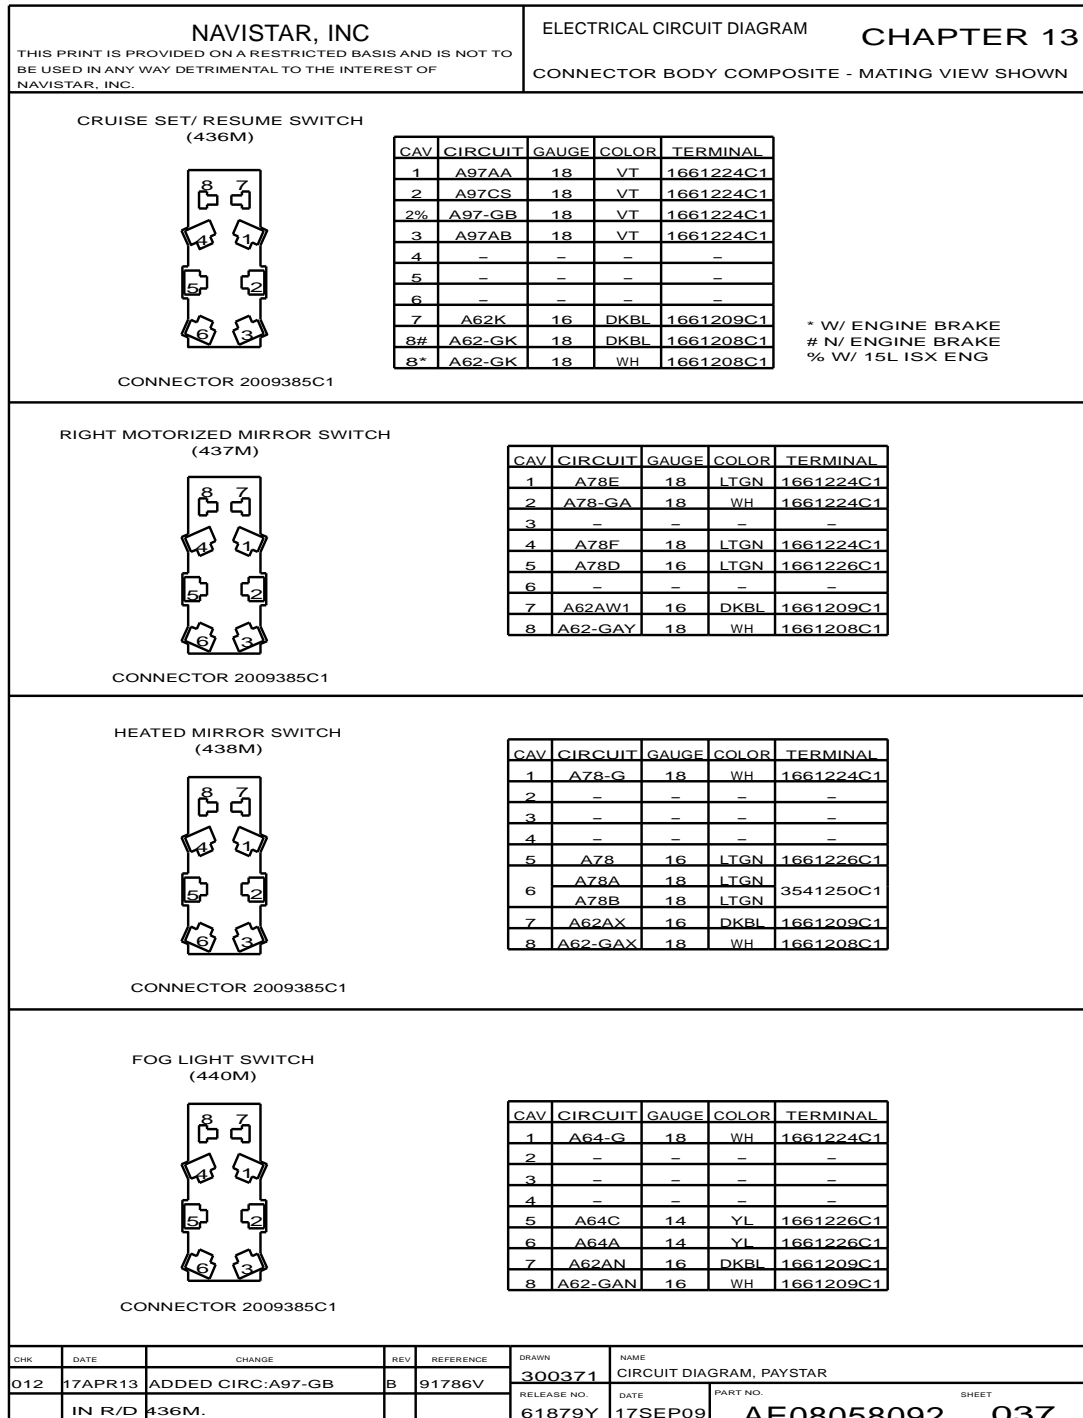 NAVISTAR, INC
THIS PRINT IS PROVIDED ON A RESTRICTED BASIS AND IS NOT TO
BE USED IN ANY WAY DETRIMENTAL TO THE INTEREST OF
NAVISTAR, INC.
ELECTRICAL CIRCUIT DIAGRAM CHAPTER 13
CONNECTOR BODY COMPOSITE - MATING VIEW SHOWN
CRUISE SET/ RESUME SWITCH
(436M)
8 7
4 1
5 2
6 3
CONNECTOR 2009385C1
CAV CIRCUIT GAUGE COLOR TERMINAL
1 A97AA 18 VT 1661224C1
2 A97CS 18 VT 1661224C1
2% A97-GB 18 VT 1661224C1
3 A97AB 18 VT 1661224C1
4 – – – –
5 – – – –
6 – – – –
7 A62K 16 DKBL 1661209C1
8# A62-GK 18 DKBL 1661208C1
8* A62-GK 18 WH 1661208C1
* W/ ENGINE BRAKE
# N/ ENGINE BRAKE
% W/ 15L ISX ENG
RIGHT MOTORIZED MIRROR SWITCH
(437M)
8 7
4 1
5 2
6 3
CONNECTOR 2009385C1
CAV CIRCUIT GAUGE COLOR TERMINAL
1 A78E 18 LTGN 1661224C1
2 A78-GA 18 WH 1661224C1
3 – – – –
4 A78F 18 LTGN 1661224C1
5 A78D 16 LTGN 1661226C1
6 – – – –
7 A62AW1 16 DKBL 1661209C1
8 A62-GAY 18 WH 1661208C1
HEATED MIRROR SWITCH
(438M)
8 7
4 1
5 2
6 3
CONNECTOR 2009385C1
CAV CIRCUIT GAUGE COLOR TERMINAL
1 A78-G 18 WH 1661224C1
2 – – – –
3 – – – –
4 – – – –
5 A78 16 LTGN 1661226C1
6 A78A 18 LTGN 3541250C1
A78B 18 LTGN
7 A62AX 16 DKBL 1661209C1
8 A62-GAX 18 WH 1661208C1
FOG LIGHT SWITCH
(440M)
8 7
4 1
5 2
6 3
CONNECTOR 2009385C1
CAV CIRCUIT GAUGE COLOR TERMINAL
1 A64-G 18 WH 1661224C1
2 – – – –
3 – – – –
4 – – – –
5 A64C 14 YL 1661226C1
6 A64A 14 YL 1661226C1
7 A62AN 16 DKBL 1661209C1
8 A62-GAN 16 WH 1661209C1
CHK DATE CHANGE REV REFERENCE
012 17APR13 ADDED CIRC:A97-GB B 91786V
IN R/D 436M.
DRAWN
300371
NAME
CIRCUIT DIAGRAM, PAYSTAR
RELEASE NO.
61879Y
DATE
17SEP09
PART NO.
AE08058092
SHEET
037